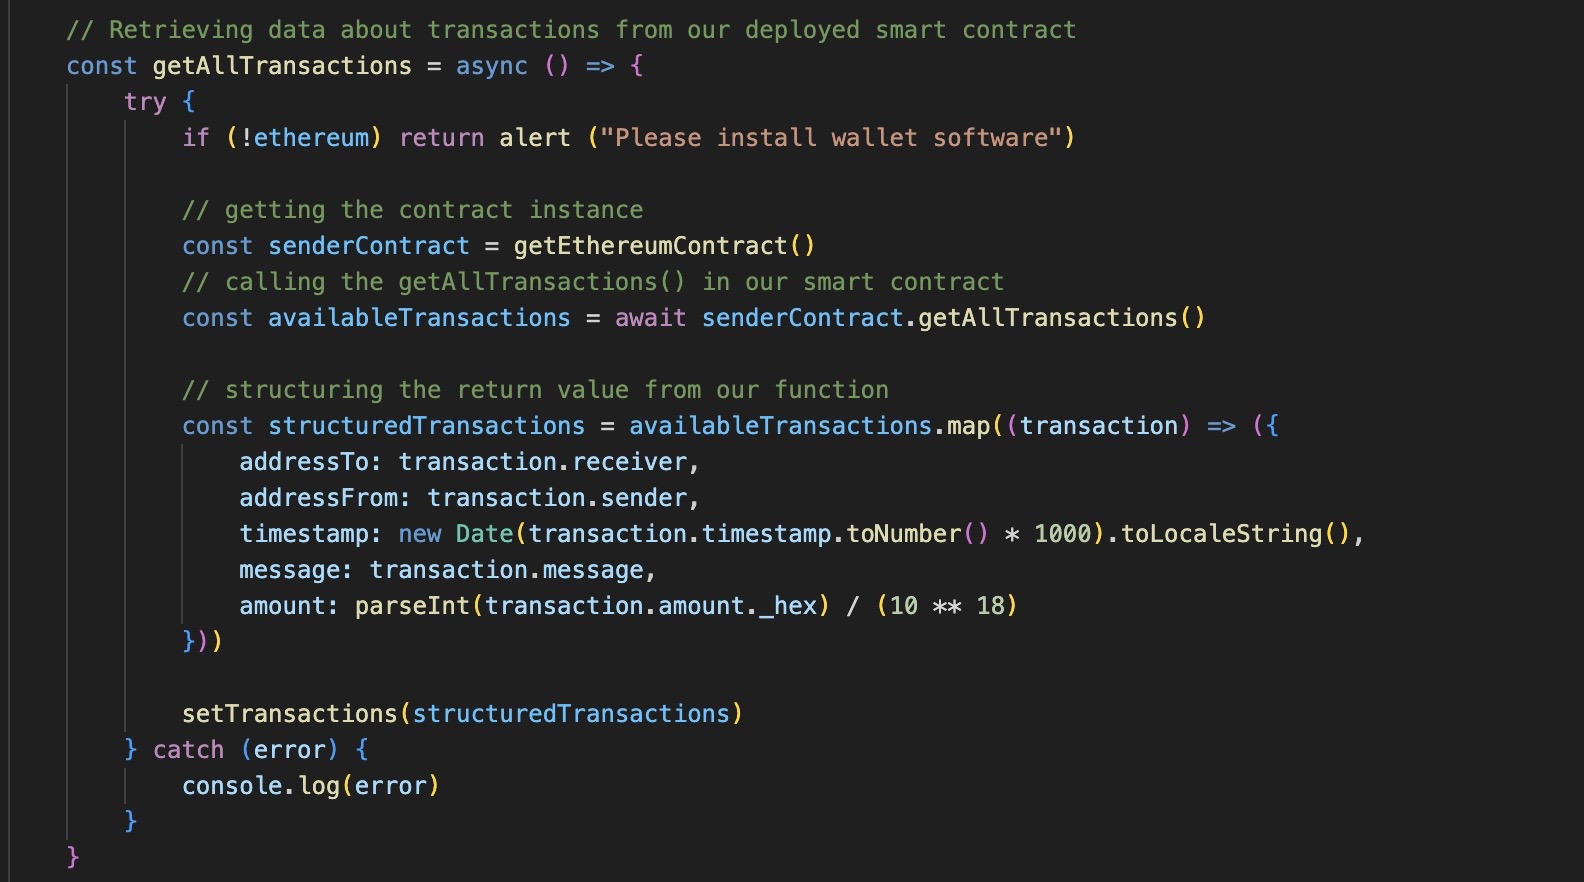 // Retrieving data about transactions from our deployed smart contract
const getAllTransactions = async () => {
try {
if (!ethereum) return alert ("Please install wallet software")
// getting the contract instance
const senderContract = getEthereumContract()
// calling the getAllTransactions() in our smart contract
const availableTransactions = await senderContract.getAllTransactions()
// structuring the return value from our function
const structuredTransactions = availableTransactions.map((transaction) => ({
addressTo: transaction.receiver,
addressFrom: transaction.sender,
timestamp: new Date(transaction.timestamp.toNumber() * 1000).toLocaleString(),
message: transaction.message,
amount: parseInt(transaction.amount._hex) / (10 ** 18)
}))
setTransactions(structuredTransactions)
} catch (error) {
console.log(error)
}
}